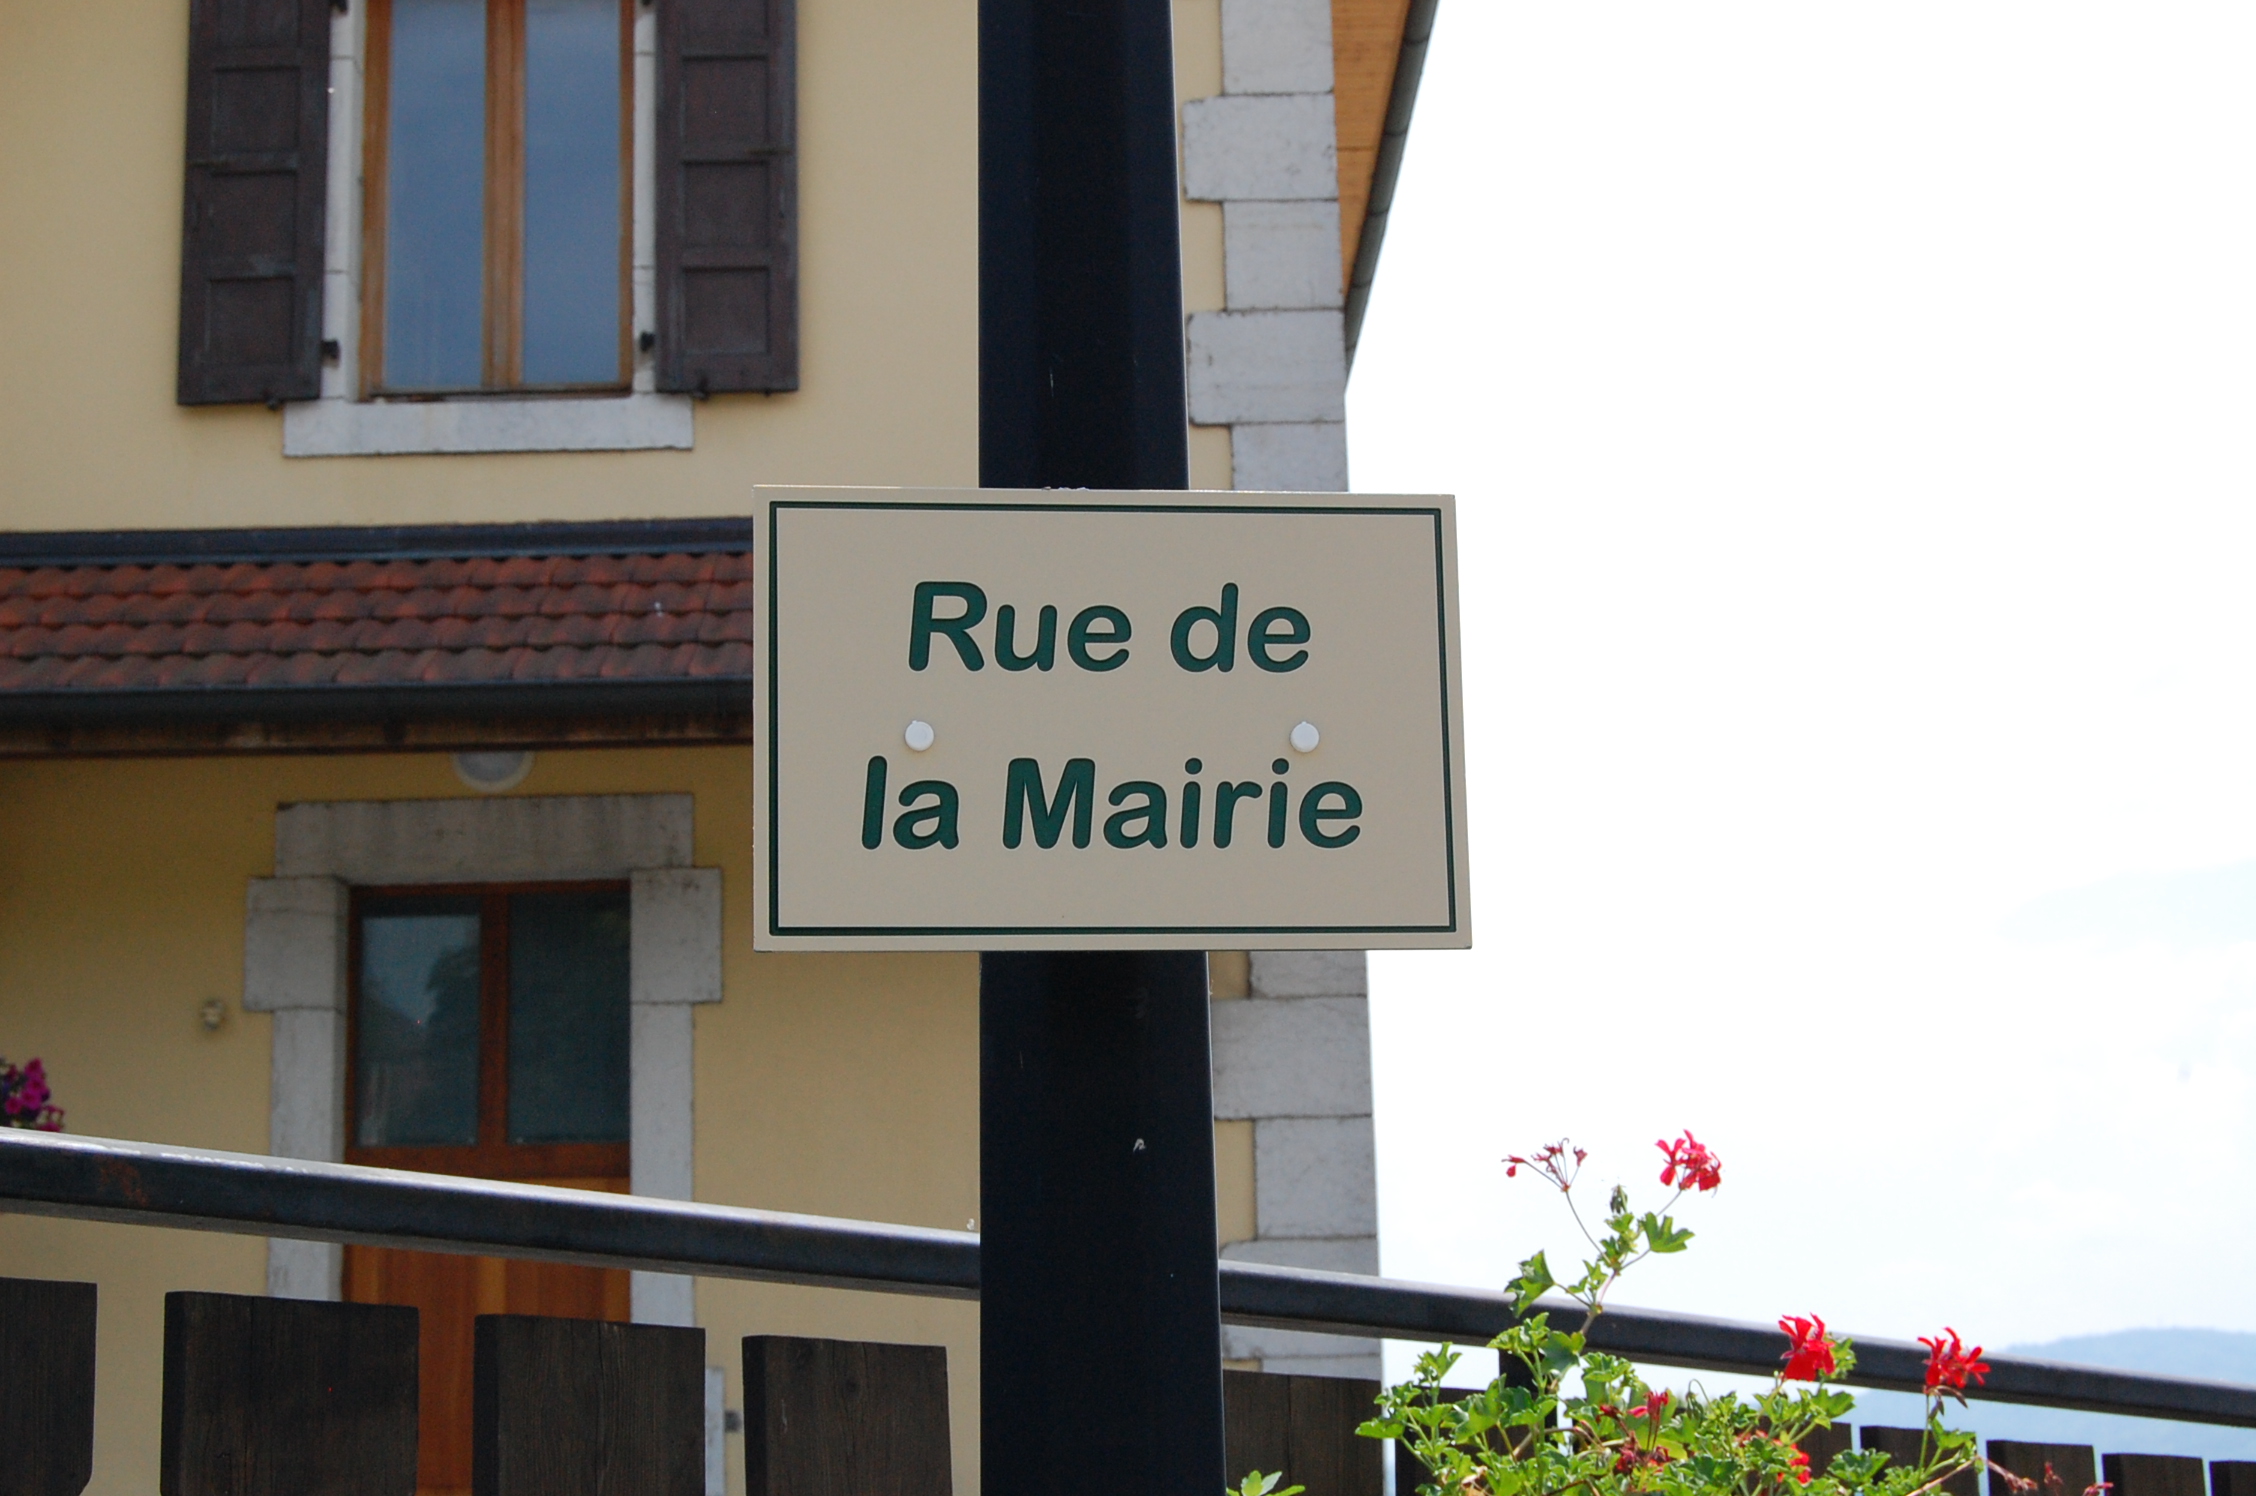 Rue de
la Mairie